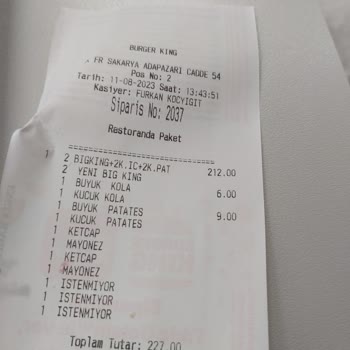 BURGER KING
FR SAKARYA ADAPAZARI CADDE 54
Pos No: 2
Tarih: 11-08-2023 Saat: 13:43:51
Kasiyer: FURKAN KOCYIGIT
Siparis No: 2037
Restoranda Paket
1 2 BIGKING+2K.IC+2K.PAT 212.00
2 YENI BIG KING
1 BUYUK KOLA 6.00
1 KUCUK KOLA
1 BUYUK PATATES 9.00
1 KUCUK PATATES
1 KETCAP
1 MAYONEZ
1 KETCAP
1 MAYONEZ
1 ISTENMIYOR
1 ISTENMIYOR
1 ISTENMIYOR
Toplam Tutar: 227.00